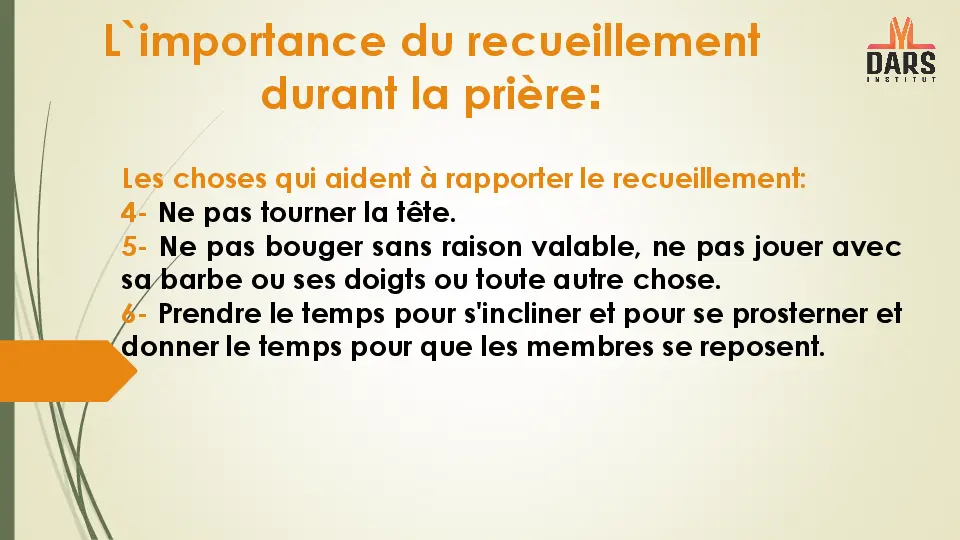 L`importance du recueillement
durant la prière:
DARS
INSTITUT
Les choses qui aident à rapporter le recueillement:
4- Ne pas tourner la tête.
5- Ne pas bouger sans raison valable, ne pas jouer avec
sa barbe ou ses doigts ou toute autre chose.
6- Prendre le temps pour s'incliner et pour se prosterner et
donner le temps pour que les membres se reposent.